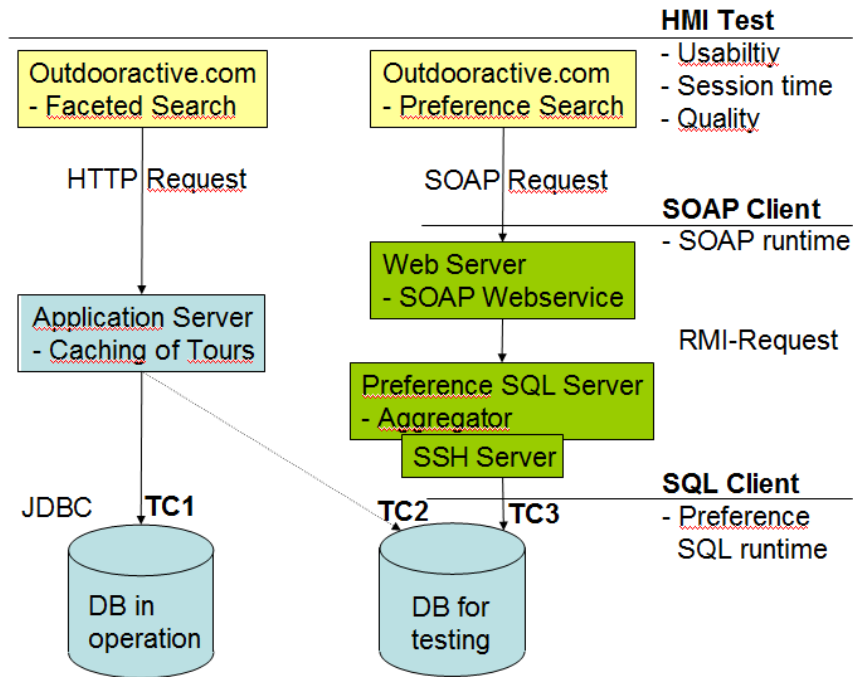 HMI Test
- Usabiltiy
- Session time
- Quality
Outdooractive.com
- Faceted Search
Outdooractive.com
- Preference Search
HTTP Request
SOAP Request
SOAP Client
- SOAP runtime
Web Server
- SOAP Webservice
Application Server
- Caching of Tours
RMI-Request
Preference SQL Server
- Aggregator
SSH Server
SQL Client
- Preference
SQL runtime
JDBC
TC1
TC2
TC3
DB in
operation
DB for
testing